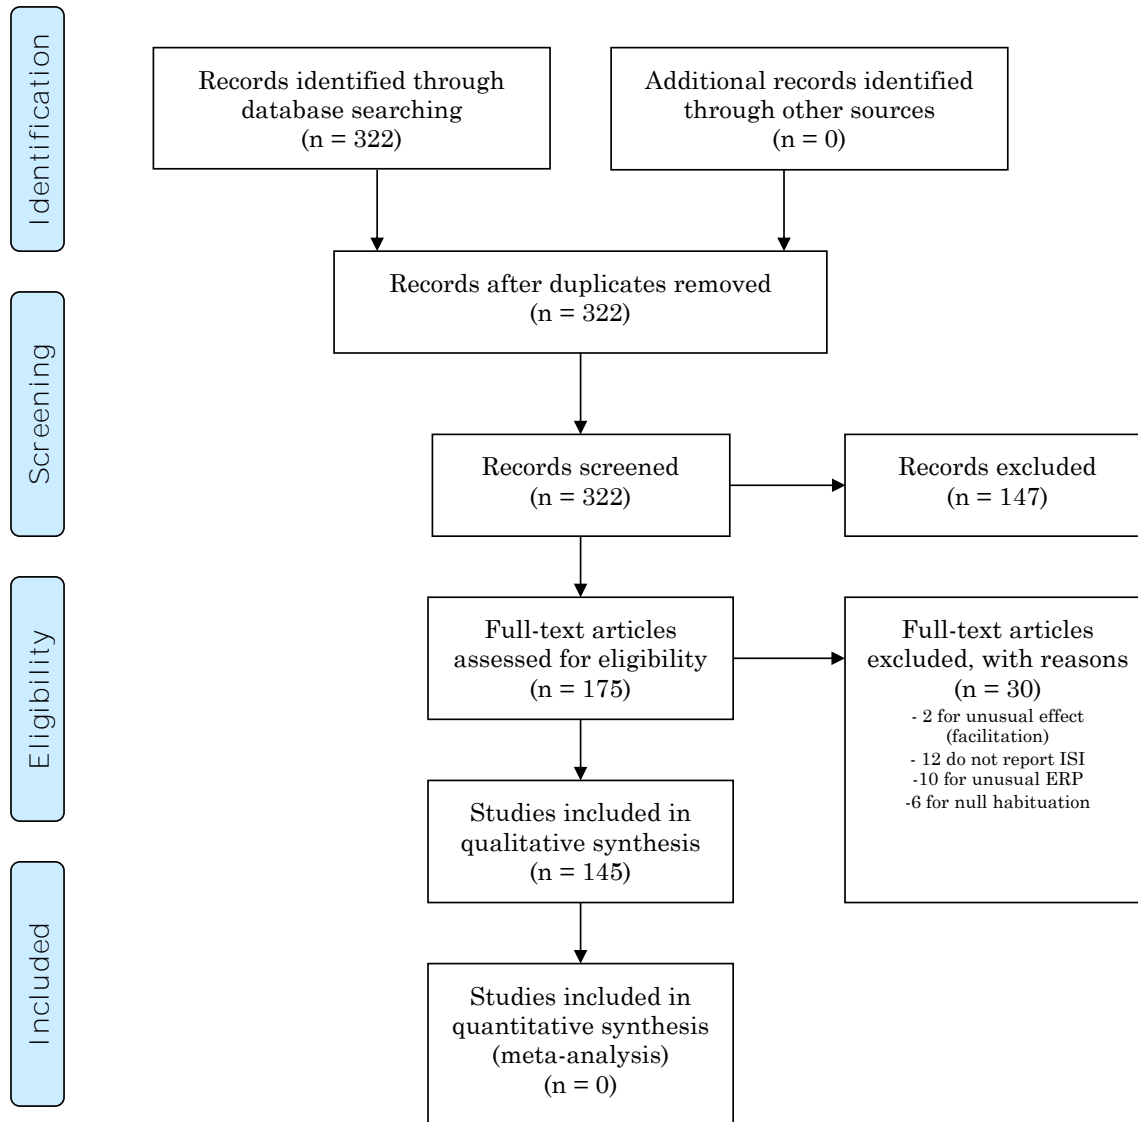 Identification
Records identified through
database searching
(n = 322)
Additional records identified
through other sources
(n = 0)
Records after duplicates removed
(n = 322)
Screening
Records screened
(n = 322)
Records excluded
(n = 147)
Eligibility
Full-text articles
assessed for eligibility
(n = 175)
Full-text articles
excluded, with reasons
(n = 30)
- 2 for unusual effect
(facilitation)
- 12 do not report ISI
-10 for unusual ERP
-6 for null habituation
Studies included in
qualitative synthesis
(n = 145)
Included
Studies included in
quantitative synthesis
(meta-analysis)
(n = 0)